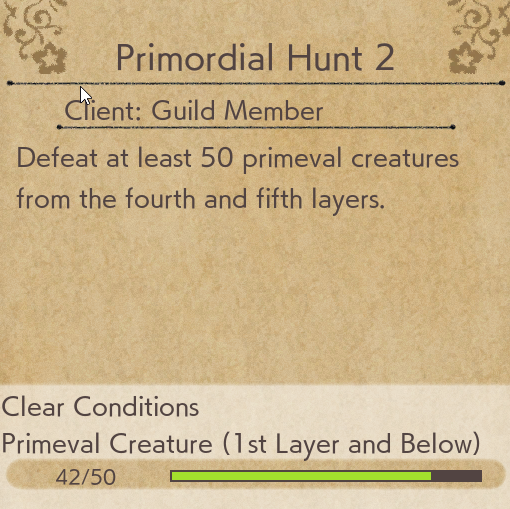 Primordial Hunt 2
Client: Guild Member
Defeat at least 50 primeval creatures
from the fourth and fifth layers.
Clear Conditions
Primeval Creature (1st Layer and Below)
42/50